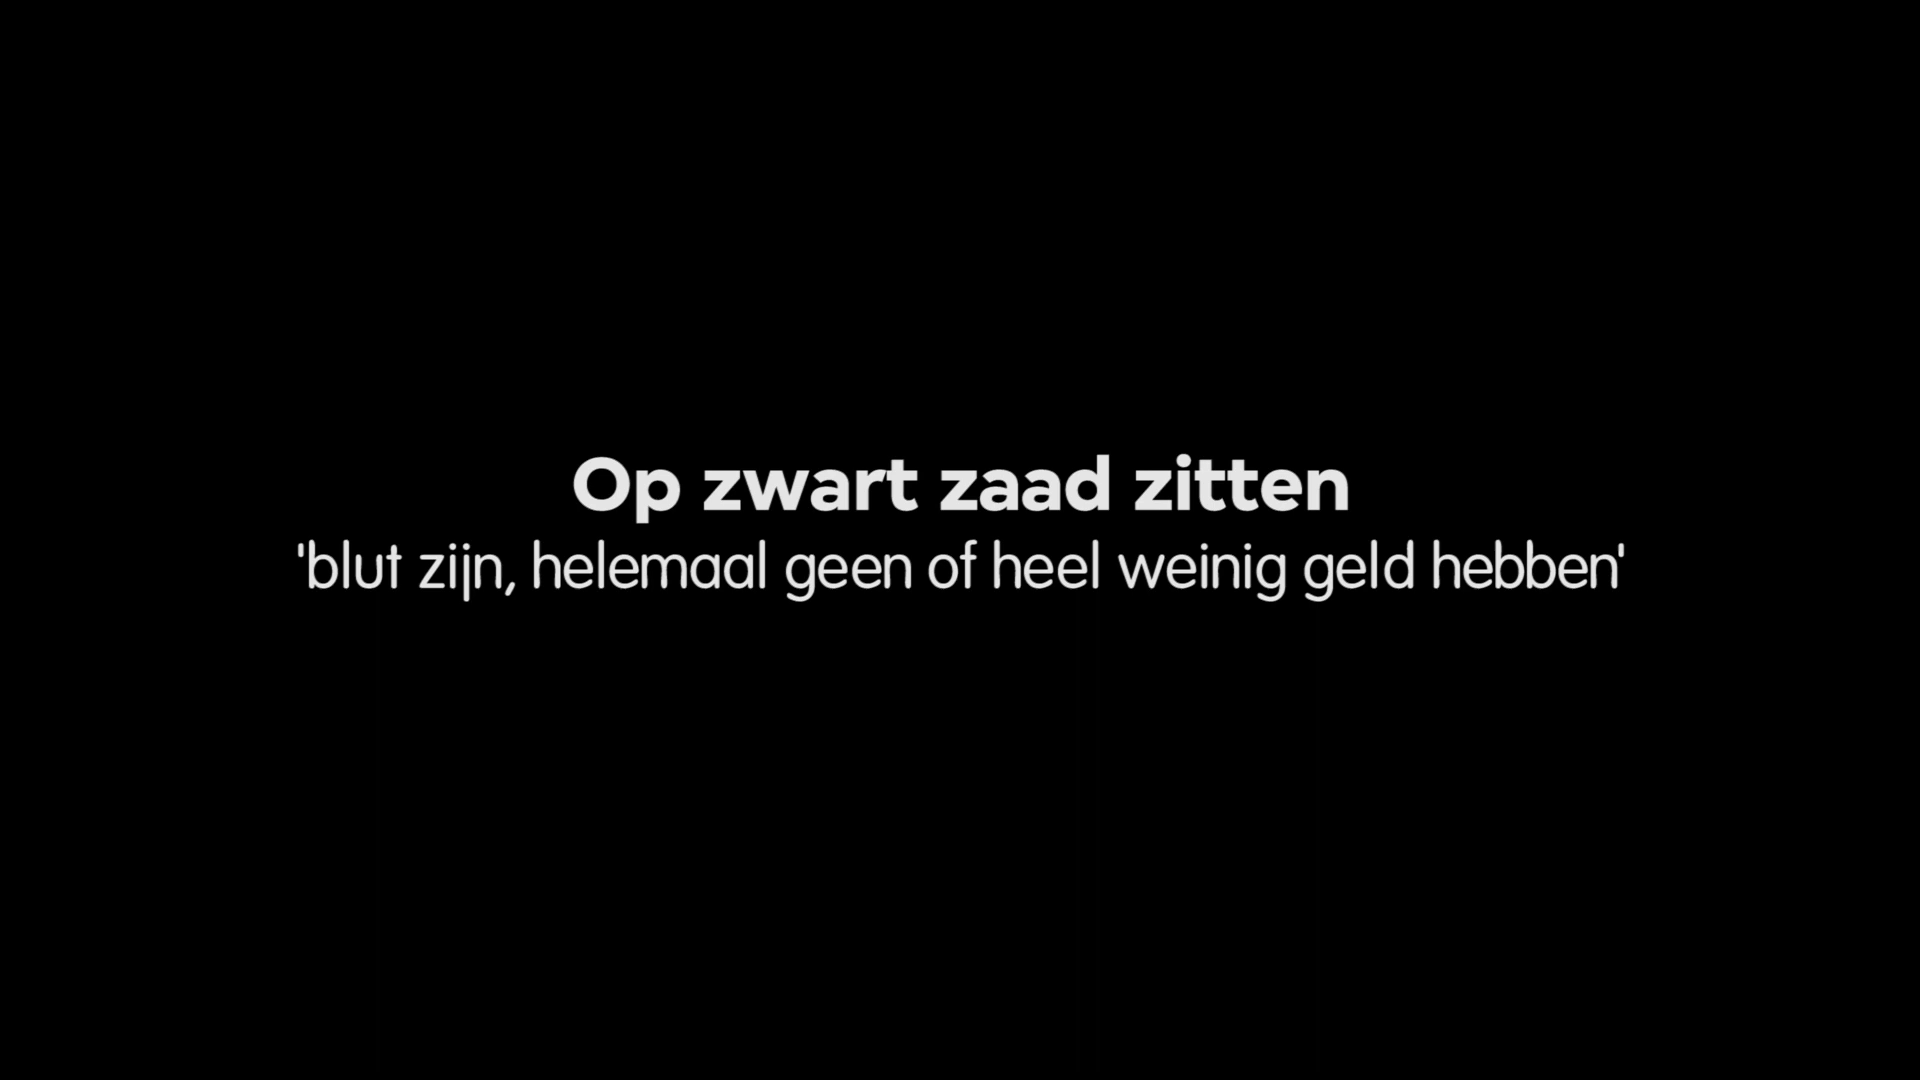 Op zwart zaad zitten
'blut zijn, helemaal geen of heel weinig geld hebben'